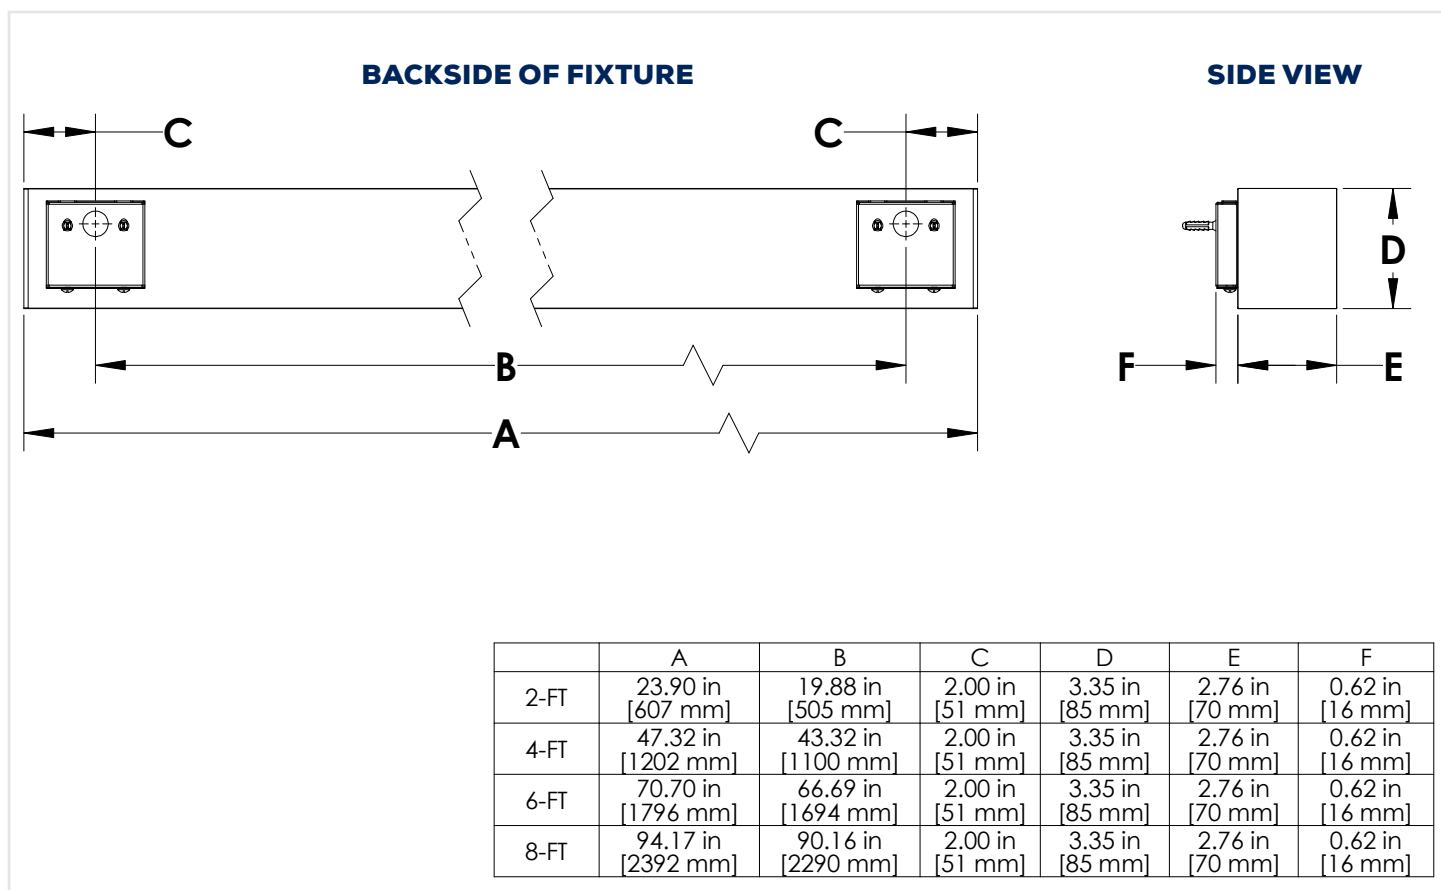 BACKSIDE OF FIXTURE
SIDE VIEW
C
C
D
B
F
E
A
A B C D E F
2-FT 23.90 in [607 mm] 19.88 in [505 mm] 2.00 in [51 mm] 3.35 in [85 mm] 2.76 in [70 mm] 0.62 in [16 mm]
4-FT 47.32 in [1202 mm] 43.32 in [1100 mm] 2.00 in [51 mm] 3.35 in [85 mm] 2.76 in [70 mm] 0.62 in [16 mm]
6-FT 70.70 in [1796 mm] 66.69 in [1694 mm] 2.00 in [51 mm] 3.35 in [85 mm] 2.76 in [70 mm] 0.62 in [16 mm]
8-FT 94.17 in [2392 mm] 90.16 in [2290 mm] 2.00 in [51 mm] 3.35 in [85 mm] 2.76 in [70 mm] 0.62 in [16 mm]